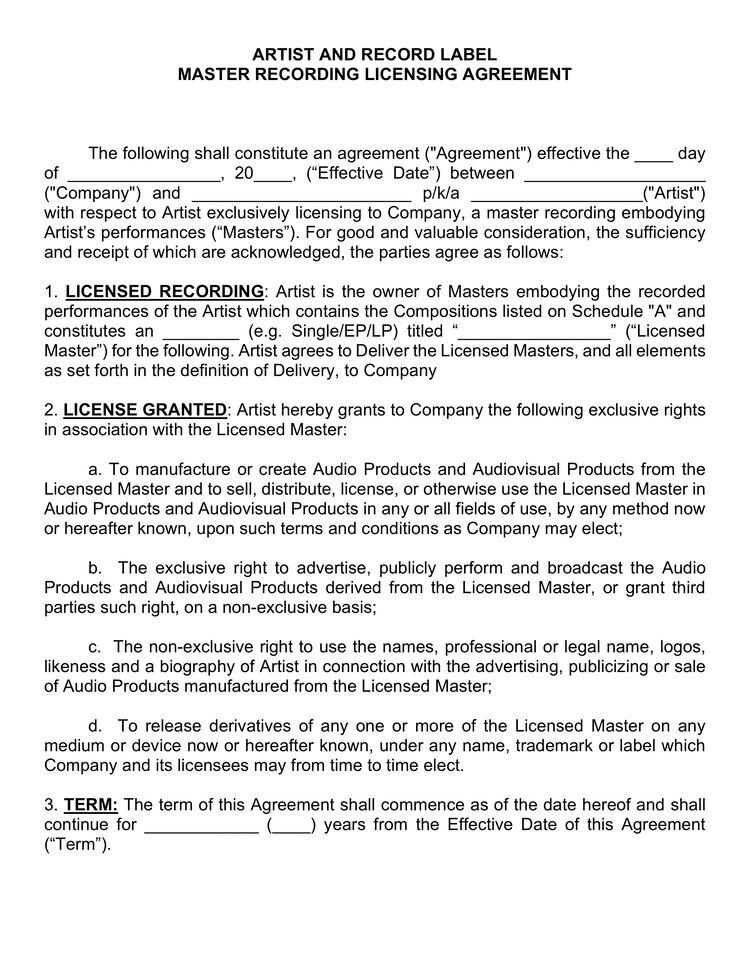 ARTIST AND RECORD LABEL
MASTER RECORDING LICENSING AGREEMENT
The following shall constitute an agreement ("Agreement") effective the ____ day
of ________________, 20____, (“Effective Date”) between ___________________
("Company") and _______________________ p/k/a __________________("Artist")
with respect to Artist exclusively licensing to Company, a master recording embodying
Artist’s performances (“Masters”). For good and valuable consideration, the sufficiency
and receipt of which are acknowledged, the parties agree as follows:
1. LICENSED RECORDING: Artist is the owner of Masters embodying the recorded
performances of the Artist which contains the Compositions listed on Schedule "A" and
constitutes an ________ (e.g. Single/EP/LP) titled “________________” (“Licensed
Master”) for the following. Artist agrees to Deliver the Licensed Masters, and all elements
as set forth in the definition of Delivery, to Company
2. LICENSE GRANTED: Artist hereby grants to Company the following exclusive rights
in association with the Licensed Master:
a. To manufacture or create Audio Products and Audiovisual Products from the
Licensed Master and to sell, distribute, license, or otherwise use the Licensed Master in
Audio Products and Audiovisual Products in any or all fields of use, by any method now
or hereafter known, upon such terms and conditions as Company may elect;
b. The exclusive right to advertise, publicly perform and broadcast the Audio
Products and Audiovisual Products derived from the Licensed Master, or grant third
parties such right, on a non-exclusive basis;
c. The non-exclusive right to use the names, professional or legal name, logos,
likeness and a biography of Artist in connection with the advertising, publicizing or sale
of Audio Products manufactured from the Licensed Master;
d. To release derivatives of any one or more of the Licensed Master on any
medium or device now or hereafter known, under any name, trademark or label which
Company and its licensees may from time to time elect.
3. TERM: The term of this Agreement shall commence as of the date hereof and shall
continue for ____________ (____) years from the Effective Date of this Agreement
(“Term”).